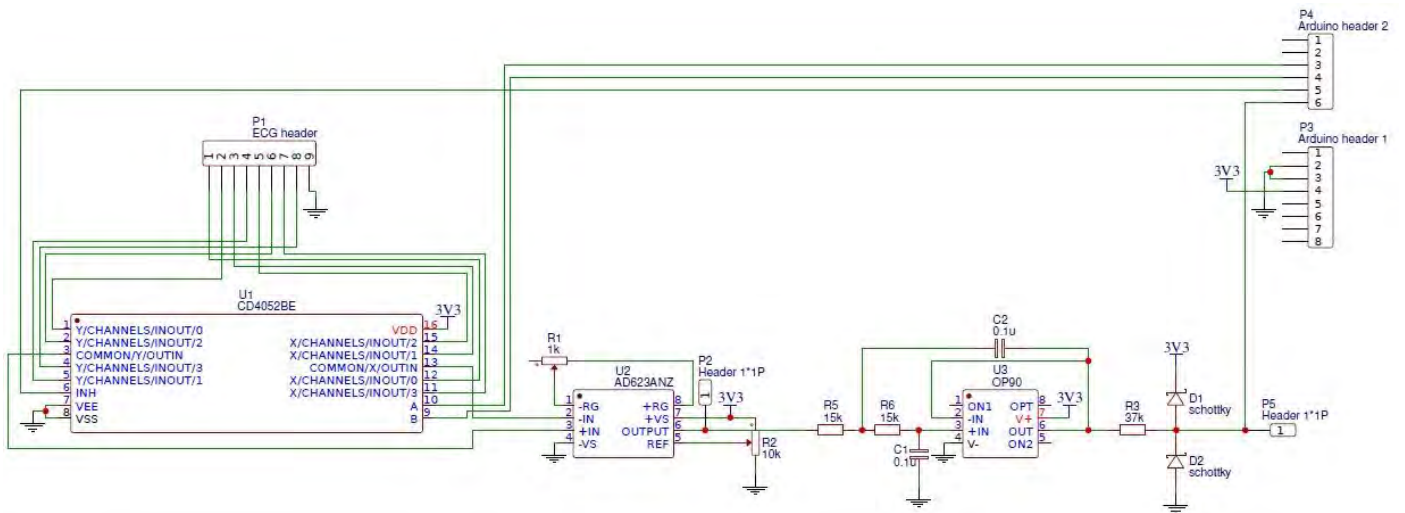 P4
Arduino header 2
1
2
3
4
5
6
P3
Arduino header 1
1
2
3
4
5
6
7
8
3V3
P1
ECG header
1 2 3 4 5 6 7 8 9
U1
CD4052BE
1 Y/CHANNELS/INOUT/0
2 Y/CHANNELS/INOUT/2
3 COMMON/Y/OUTIN
4 Y/CHANNELS/INOUT/3
5 Y/CHANNELS/INOUT/1
6 INH
7 VEE
8 VSS
VDD 16
X/CHANNELS/INOUT/2 15
X/CHANNELS/INOUT/1 14
COMMON/X/OUTIN 13
X/CHANNELS/INOUT/0 12
X/CHANNELS/INOUT/3 11
A 10
B 9
3V3
R1
1k
U2
AD623ANZ
1 -RG
2 -IN
3 +IN
4 -VS
+RG 8
+VS 7
OUTPUT 6
REF 5
P2
Header 1*1P
1
3V3
R2
10k
R5
15k
R6
15k
C1
0.1u
C2
0.1u
U3
OP90
1 ON1
2 -IN
3 +IN
4 V-
OPT 8
V+ 7
OUT 6
ON2 5
3V3
R3
37k
3V3
D1
schottky
D2
schottky
P5
Header 1*1P
1